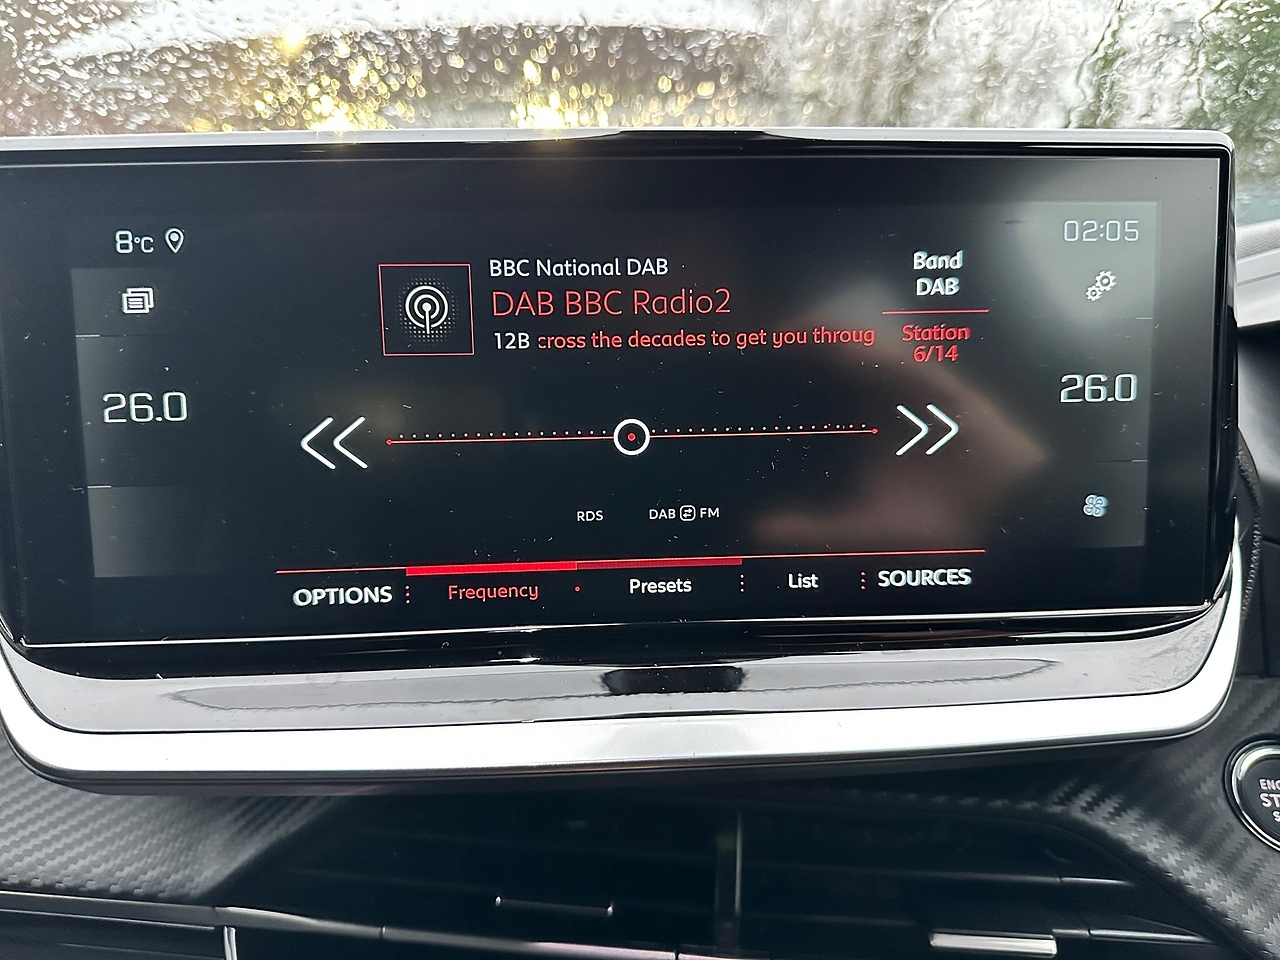 8°C
02:05
BBC National DAB
DAB BBC Radio2
12B cross the decades to get you throug
Band
DAB
Station
6/14
26.0
26.0
RDS
DAB FM
OPTIONS
Frequency
Presets
List
SOURCES